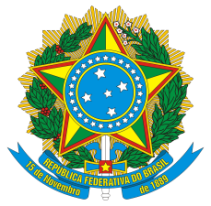 REPÚBLICA FEDERATIVA DO BRASIL
15 de Novembro
de 1889